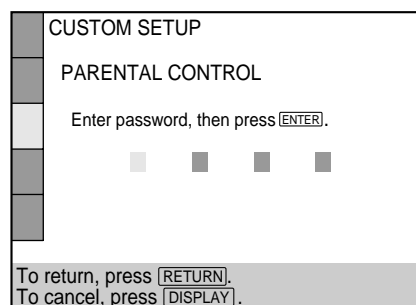 CUSTOM SETUP
PARENTAL CONTROL
Enter password, then press ENTER.
To return, press RETURN.
To cancel, press DISPLAY.